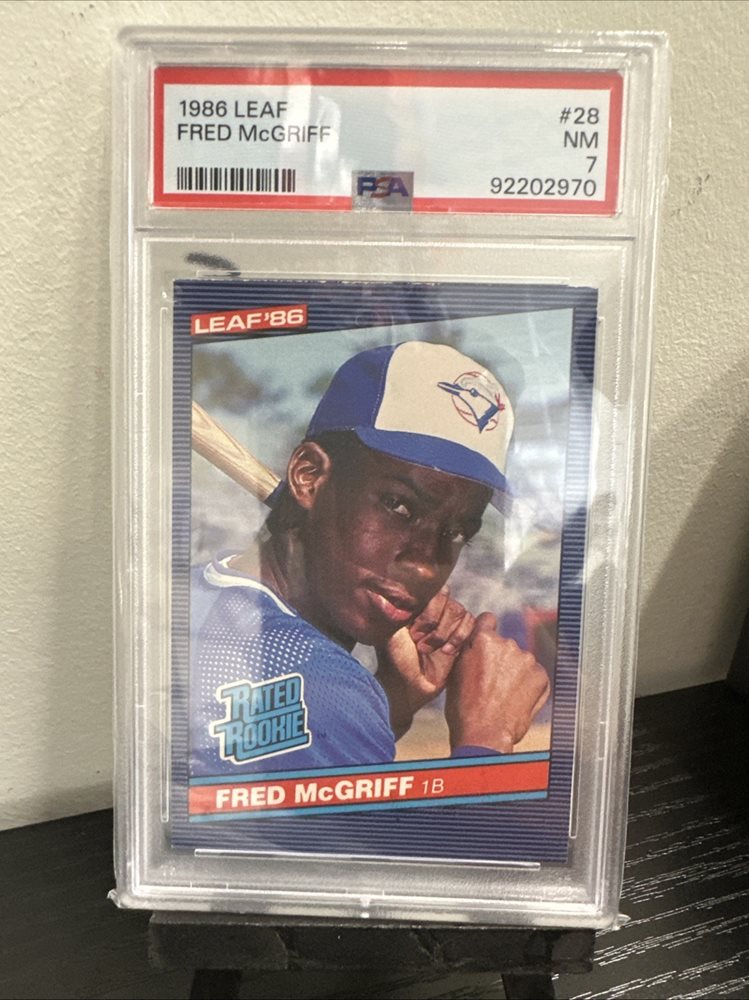 1986 LEAF #28
FRED McGRIFF NM
7
PSA 92202970
LEAF '86
RATED
ROOKIE
FRED McGRIFF 1B